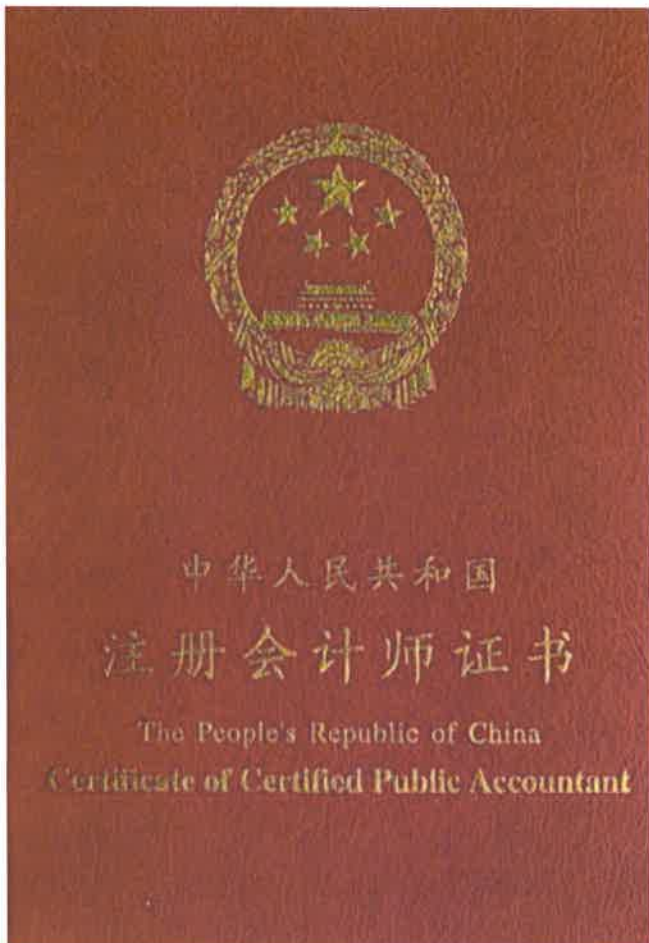 中华人民共和国
注册会计师证书
The People's Republic of China
Certificate of Certified Public Accountant